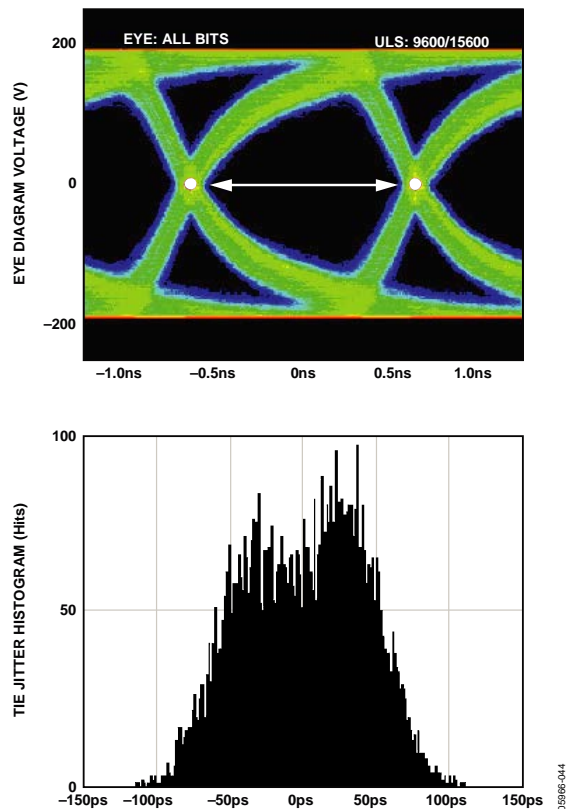 EYE: ALL BITS
ULS: 9600/15600
EYE DIAGRAM VOLTAGE (V)
200
0
–200
–1.0ns
–0.5ns
0ns
0.5ns
1.0ns
TIE JITTER HISTOGRAM (Hits)
100
50
0
–150ps
–100ps
–50ps
0ps
50ps
100ps
150ps
05966-044